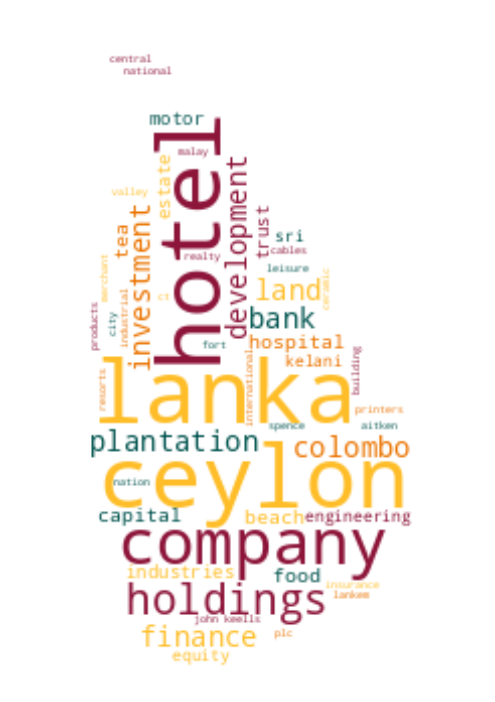 central
national
motor
hotel
malay
estate
development
valley
tea
investment
trust
sri
realty
cables
merchant
leisure
industrial
land
ceramic
ct
products
city
bank
fort
hospital
international
kelani
building
lanka
resorts
printers
spence
aitken
plantation
colombo
ceylon
nation
capital
beach
engineering
company
industries
food
insurance
holdings
lankem
john keells
finance
plc
equity